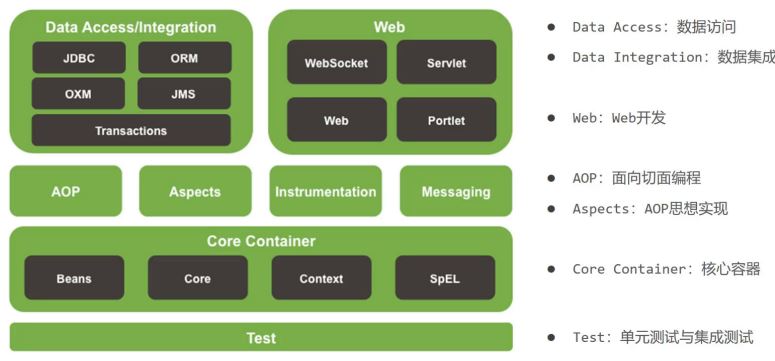 Data Access/Integration
JDBC
ORM
OXM
JMS
Transactions
Web
WebSocket
Servlet
Web
Portlet
AOP
Aspects
Instrumentation
Messaging
Core Container
Beans
Core
Context
SpEL
Test
● Data Access：数据访问
● Data Integration：数据集成
● Web：Web开发
● AOP：面向切面编程
● Aspects：AOP思想实现
● Core Container：核心容器
● Test：单元测试与集成测试